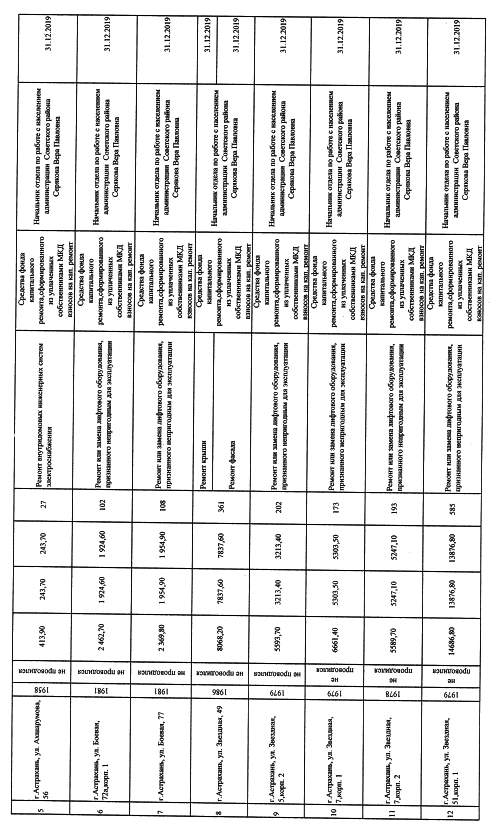 5
г.Астрахань, ул. Ахшарумова,
56
1958
не проводился
413,90
243,70
243,70
27
Ремонт внутридомовых инженерных систем
электроснабжения
Средства фонда
капитального
ремонта,сформированного
из уплаченных
собственниками МКД
взносов на кап. ремонт
Начальник отдела по работе с населением
администрации Советского района
Серякова Вера Павловна
31.12.2019
6
г.Астрахань, ул. Боевая,
72а,корп. 1
1981
не проводился
2 462,70
1 924,60
1 924,60
102
Ремонт или замена лифтового оборудования,
признанного непригодным для эксплуатации
Средства фонда
капитального
ремонта,сформированного
из уплаченных
собственниками МКД
взносов на кап. ремонт
Начальник отдела по работе с населением
администрации Советского района
Серякова Вера Павловна
31.12.2019
7
г.Астрахань, ул. Боевая, 77
1981
не проводился
2 369,80
1 954,90
1 954,90
108
Ремонт или замена лифтового оборудования,
признанного непригодным для эксплуатации
Средства фонда
капитального
ремонта,сформированного
из уплаченных
собственниками МКД
взносов на кап. ремонт
Начальник отдела по работе с населением
администрации Советского района
Серякова Вера Павловна
31.12.2019
8
г.Астрахань, ул. Звездная, 49
1986
не проводился
8068,20
7837,60
7837,60
361
Ремонт крыши
Ремонт фасада
Средства фонда
капитального
ремонта,сформированного
из уплаченных
собственниками МКД
взносов на кап. ремонт
Начальник отдела по работе с населением
администрации Советского района
Серякова Вера Павловна
31.12.2019
31.12.2019
9
г.Астрахань, ул. Звездная,
5,корп. 2
1979
не проводился
5593,70
3213,40
3213,40
202
Ремонт или замена лифтового оборудования,
признанного непригодным для эксплуатации
Средства фонда
капитального
ремонта,сформированного
из уплаченных
собственниками МКД
взносов на кап. ремонт
Начальник отдела по работе с населением
администрации Советского района
Серякова Вера Павловна
31.12.2019
10
г.Астрахань, ул. Звездная,
7,корп. 1
1979
не
проводился
6661,40
5303,50
5303,50
173
Ремонт или замена лифтового оборудования,
признанного непригодным для эксплуатации
Средства фонда
капитального
ремонта,сформированного
из уплаченных
собственниками МКД
взносов на кап. ремонт
Начальник отдела по работе с населением
администрации Советского района
Серякова Вера Павловна
31.12.2019
11
г.Астрахань, ул. Звездная,
7,корп. 2
1978
не
проводился
5589,70
5247,10
5247,10
193
Ремонт или замена лифтового оборудования,
признанного непригодным для эксплуатации
Средства фонда
капитального
ремонта,сформированного
из уплаченных
собственниками МКД
взносов на кап. ремонт
Начальник отдела по работе с населением
администрации Советского района
Серякова Вера Павловна
31.12.2019
12
г.Астрахань, ул. Звездная,
51,корп. 1
1979
не
проводился
14686,80
13876,80
13876,80
585
Ремонт или замена лифтового оборудования,
признанного непригодным для эксплуатации
Средства фонда
капитального
ремонта,сформированного
из уплаченных
собственниками МКД
взносов на кап. ремонт
Начальник отдела по работе с населением
администрации Советского района
Серякова Вера Павловна
31.12.2019